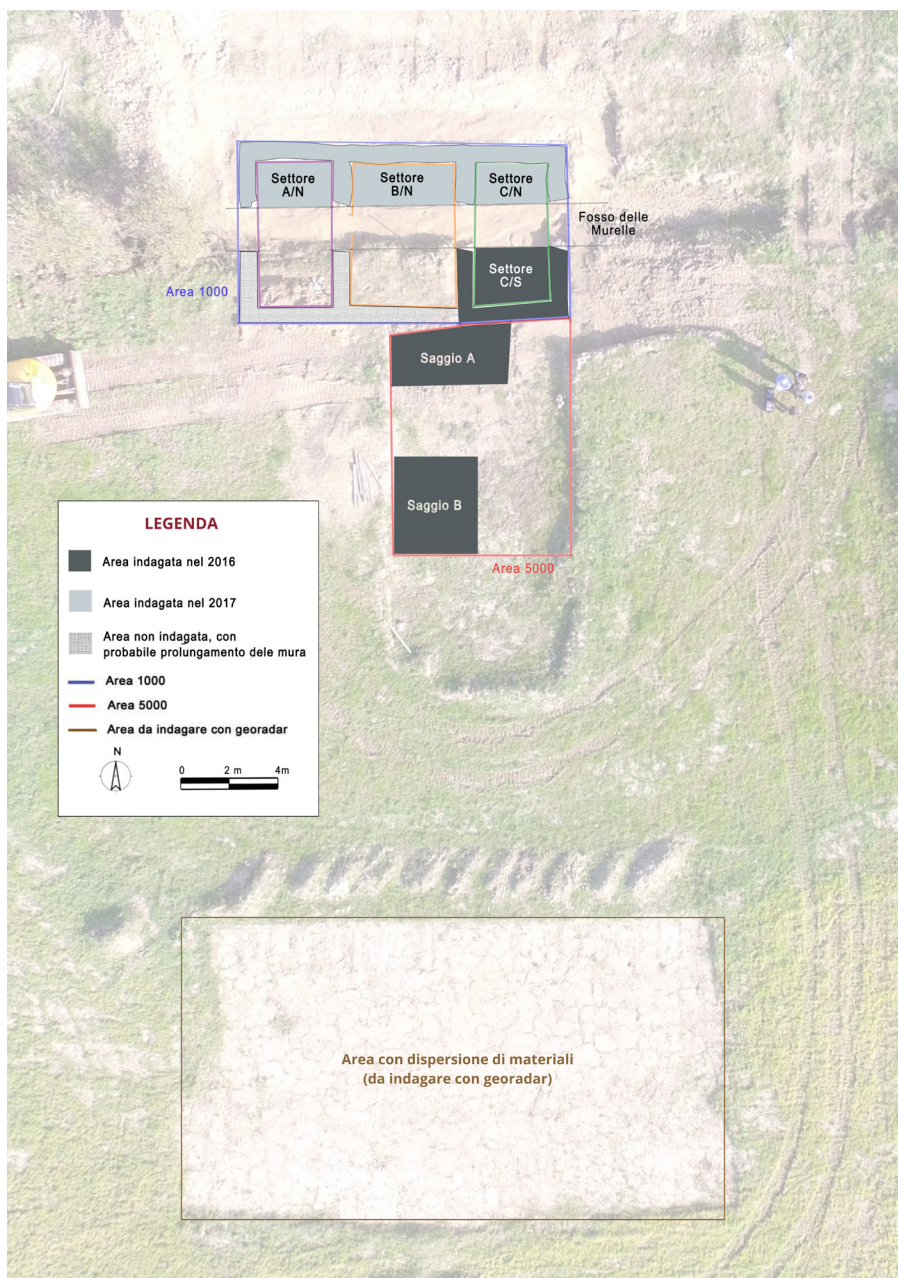 Settore
A/N
Settore
B/N
Settore
C/N
Fosso delle
Murelle
Settore
C/S
Area 1000
Saggio A
Saggio B
Area 5000
LEGENDA
Area indagata nel 2016
Area indagata nel 2017
Area non indagata, con
probabile prolungamento dele mura
Area 1000
Area 5000
Area da indagare con georadar
N
0 2 m 4m
Area con dispersione di materiali
(da indagare con georadar)